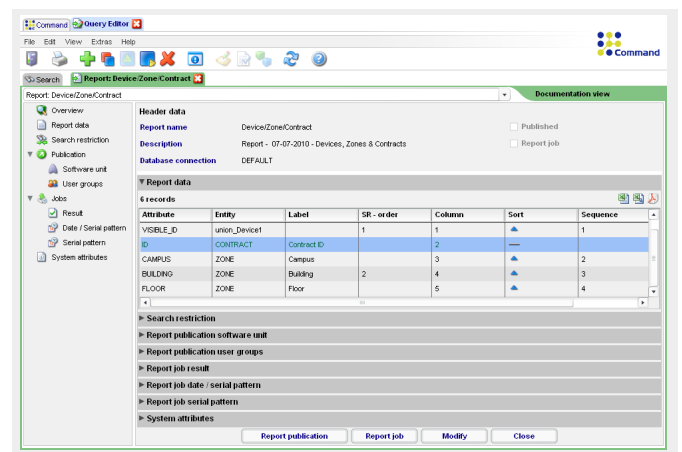 Command Query Editor
File Edit View Extras Help
Command
Search Report: Device/Zone/Contract
Report: Device/Zone/Contract
Documentation view
Overview
Report data
Search restriction
Publication
Software unit
User groups
Jobs
Result
Date / Serial pattern
Serial pattern
System attributes
Header data
Report name Device/Zone/Contract Published
Description Report - 07-07-2010 - Devices, Zones & Contracts Report job
Database connection DEFAULT
Report data
6 records
Attribute Entity Label SR - order Column Sort Sequence
VISIBLE_ID union_Device1 1 1 1
ID CONTRACT Contract ID 2
CAMPUS ZONE Campus 3 2
BUILDING ZONE Building 2 4 3
FLOOR ZONE Floor 5 4
Search restriction
Report publication software unit
Report publication user groups
Report job result
Report job date / serial pattern
Report job serial pattern
System attributes
Report publication Report job Modify Close